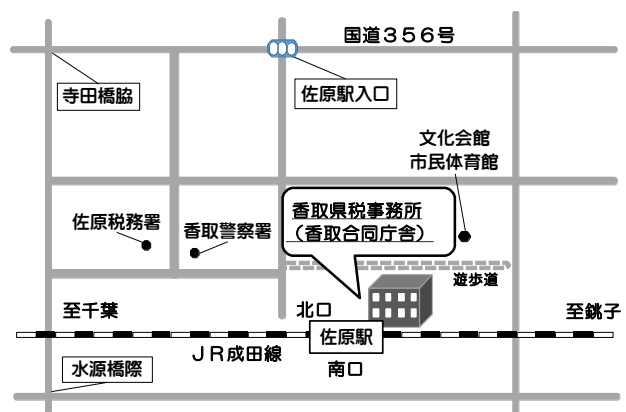 国道３５６号
寺田橋脇
佐原駅入口
文化会館
市民体育館
香取県税事務所
（香取合同庁舎）
佐原税務署
香取警察署
遊歩道
至千葉
北口
至銚子
佐原駅
ＪＲ成田線
南口
水源橋際